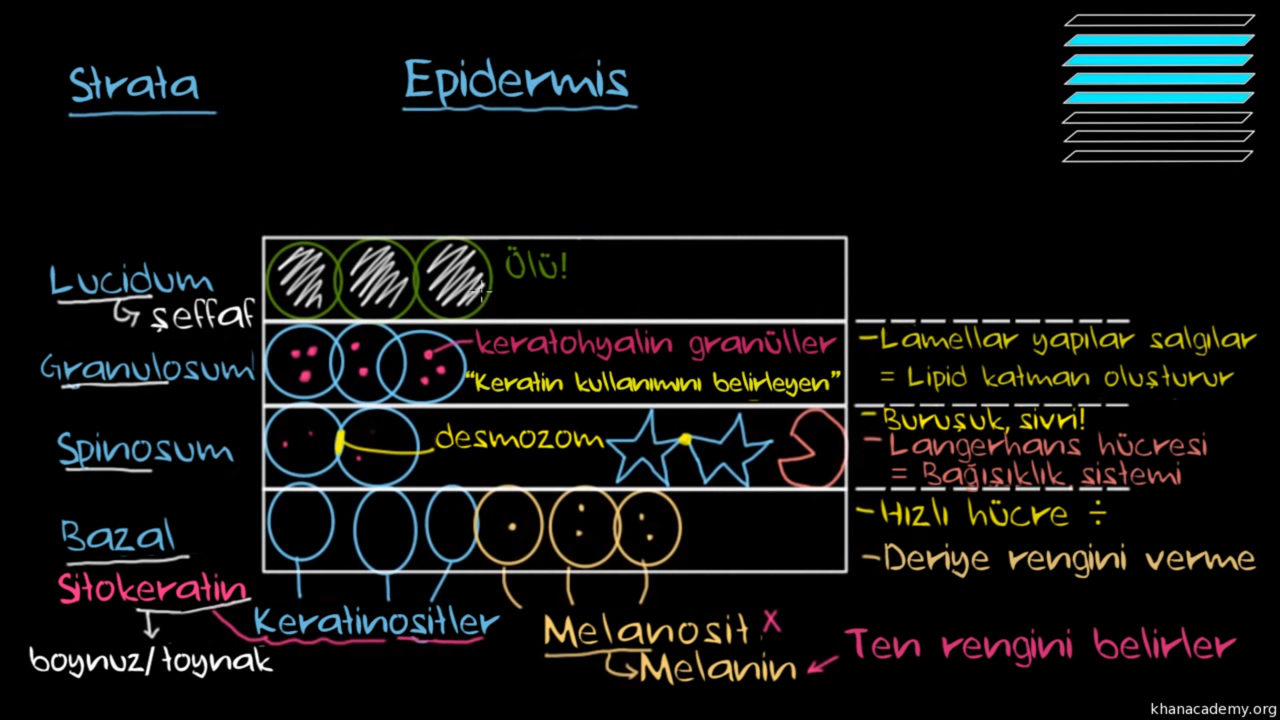 Strata
Epidermis
Lucidum
şeffaf
Ölü!
Granulosum
keratohyalin granüller
"Keratin kullanımını belirleyen"
-Lamellar yapılar salgılar
= Lipid katman oluşturur
Spinosum
desmozom
-Buruşuk, sivri!
-Langerhans hücresi
= Bağışıklık sistemi
Bazal
-Hızlı hücre ÷
-Deriye rengini verme
Sitokeratin
boynuz/toynak
Keratinositler
Melanosit x
Melanin
Ten rengini belirler
khanacademy.org